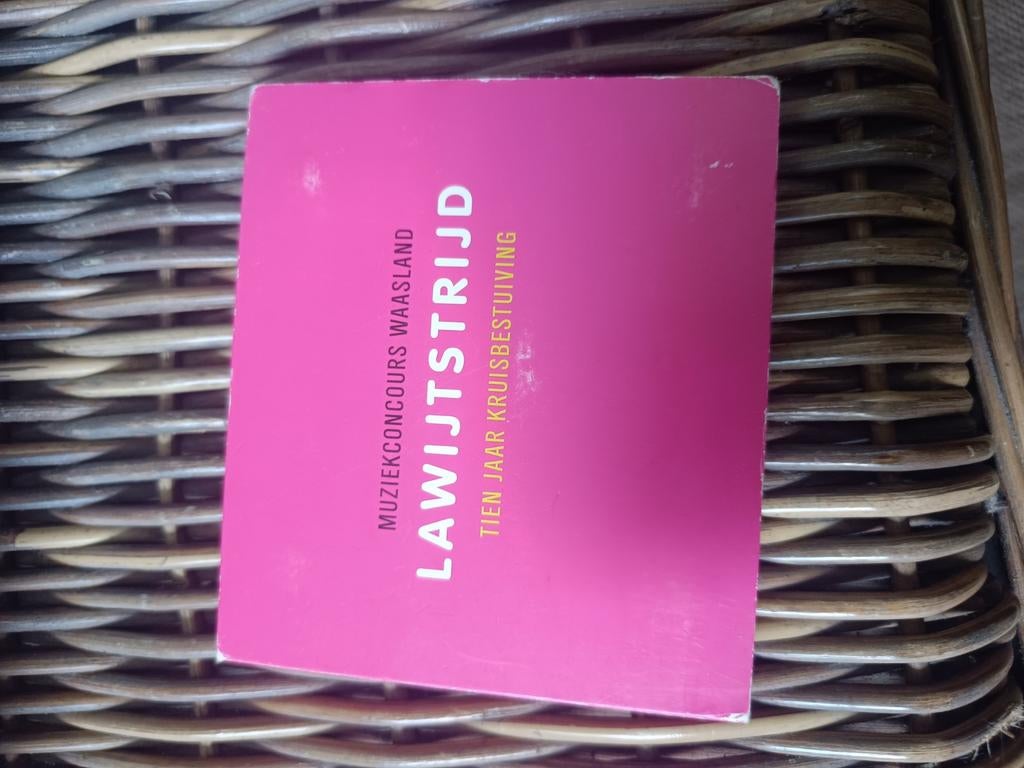 MUZIEKCONCOURS WAASLAND
LAWIJTSTRIJD
TIEN JAAR KRUISBESTUIVING